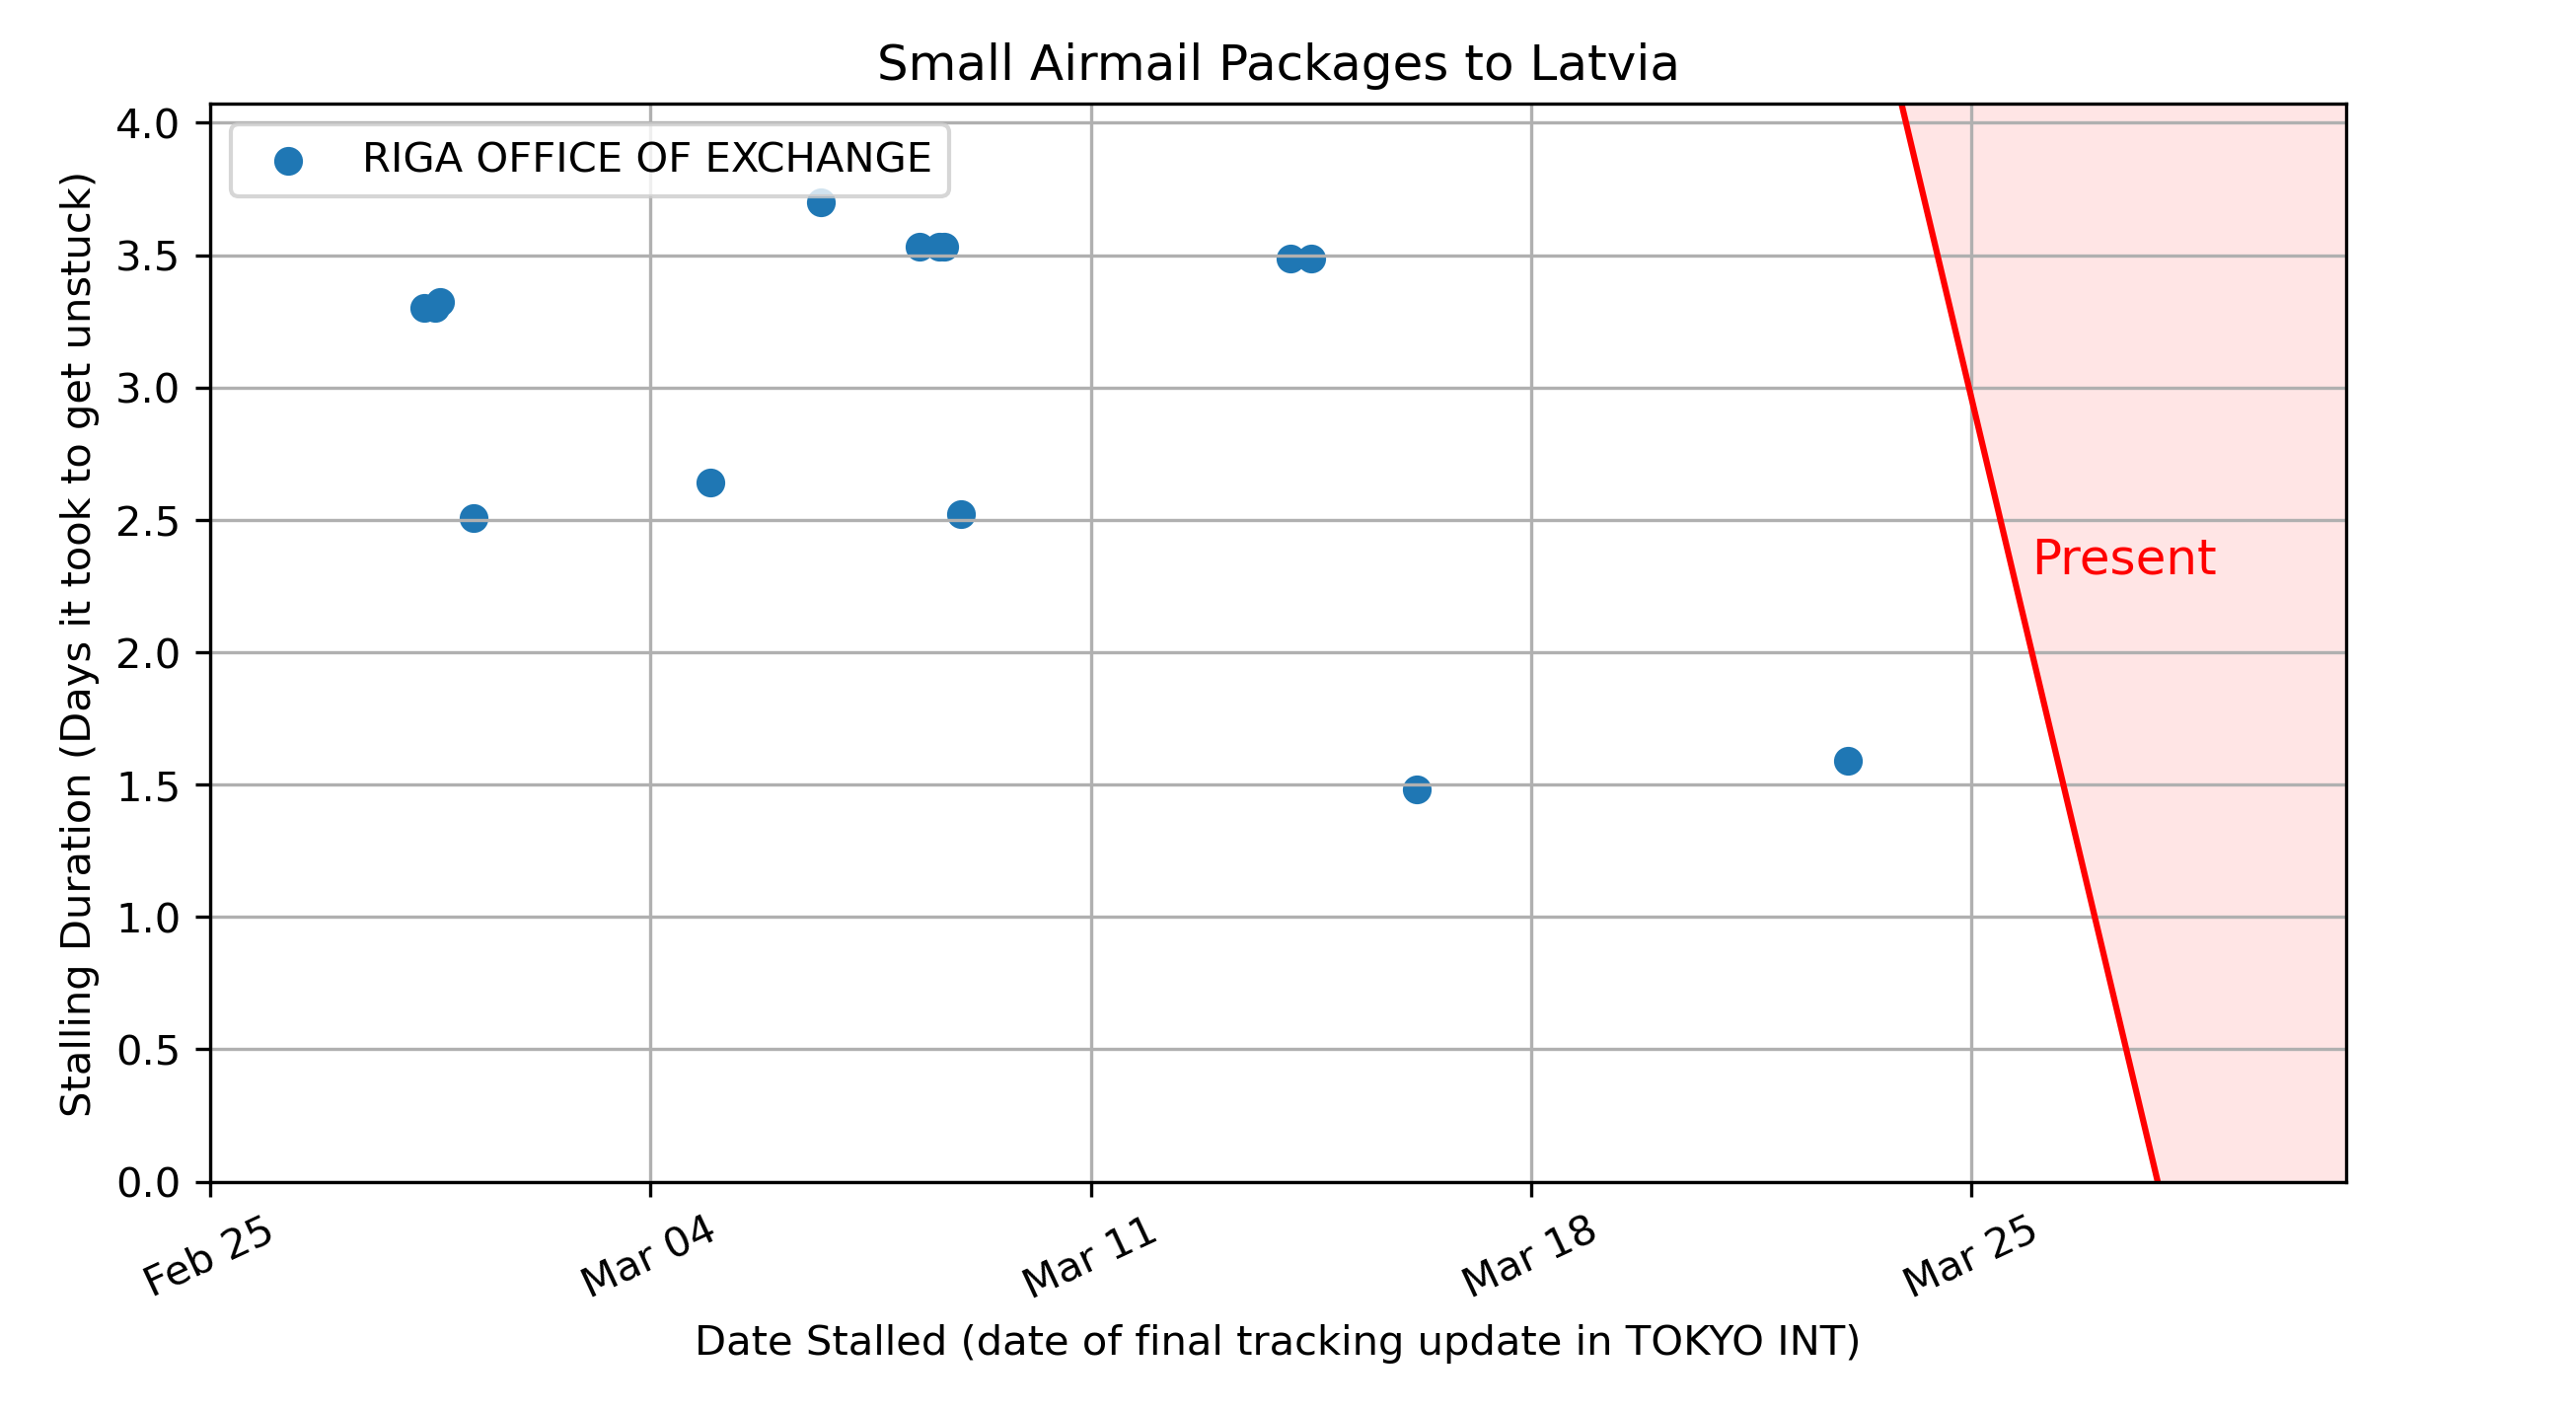 Small Airmail Packages to Latvia
RIGA OFFICE OF EXCHANGE
Stalling Duration (Days it took to get unstuck)
4.0
3.5
3.0
2.5
2.0
1.5
1.0
0.5
0.0
Present
Feb 25
Mar 04
Mar 11
Mar 18
Mar 25
Date Stalled (date of final tracking update in TOKYO INT)